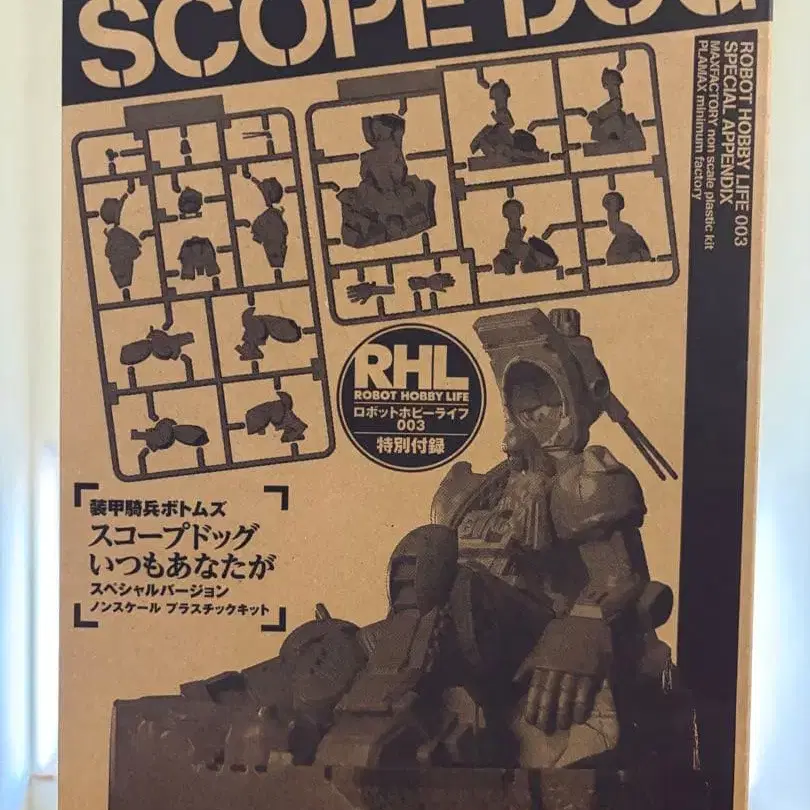 SCOPE DOG
ROBOT HOBBY LIFE 003
SPECIAL APPENDIX
MAXFACTORY non scale plastic kit
PLAMAX minimum factory
RHL
ROBOT HOBBY LIFE
ロボットホビーライフ
003
特別付録
装甲騎兵ボトムズ
スコープドッグ
いつもあなたが
スペシャルバージョン
ノンスケール プラスチックキット